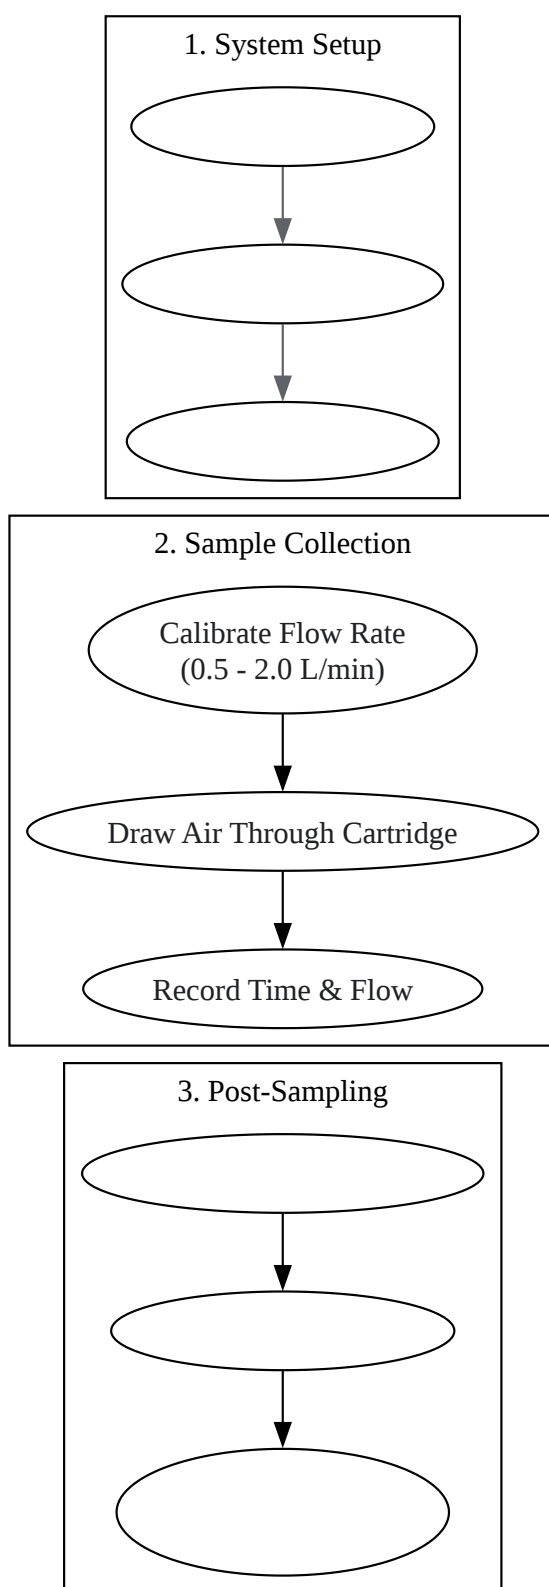 1. System Setup
2. Sample Collection
Calibrate Flow Rate
(0.5 - 2.0 L/min)
Draw Air Through Cartridge
Record Time & Flow
3. Post-Sampling